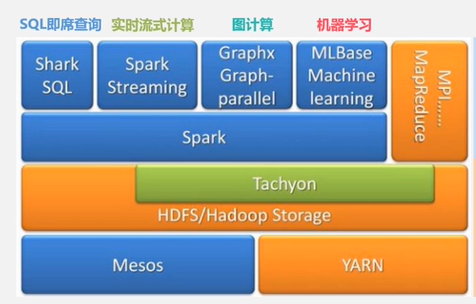 SQL即席查询 实时流式计算 图计算 机器学习
Shark
SQL
Spark
Streaming
Graphx
Graph-
parallel
MLBase
Machine
learning
MPI......
MapReduce
Spark
Tachyon
HDFS/Hadoop Storage
Mesos
YARN